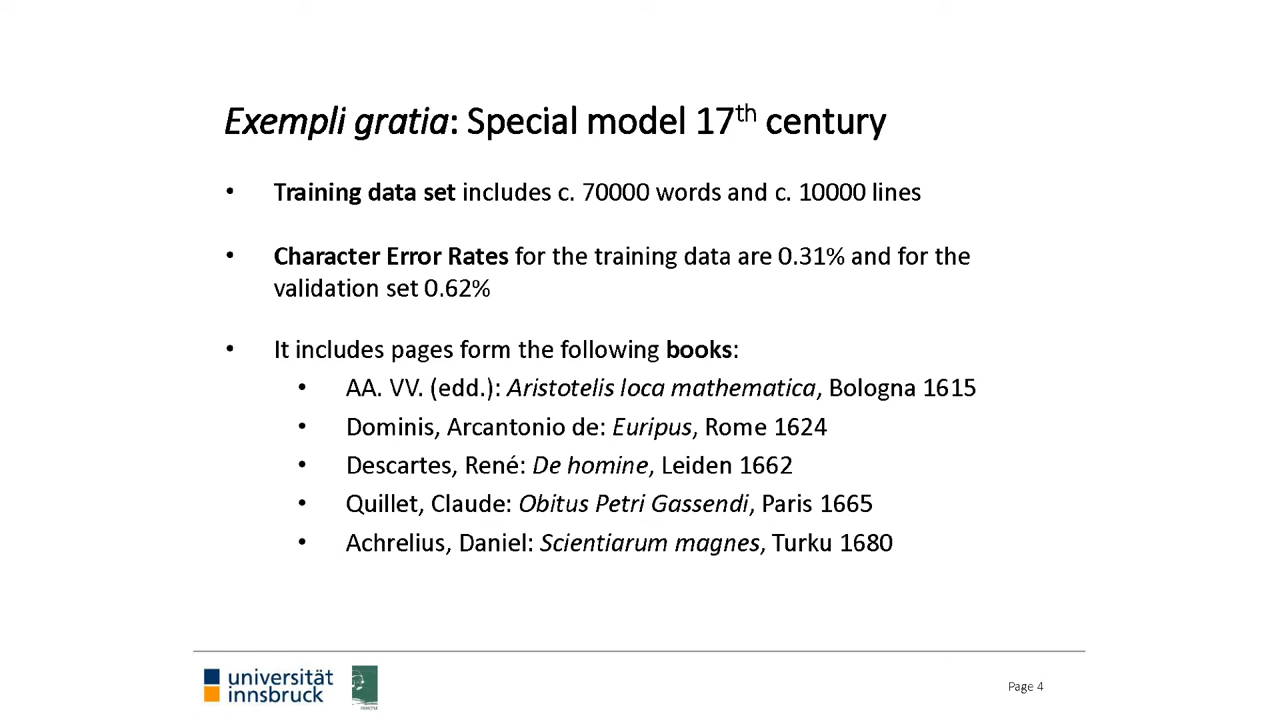 Exempli gratia: Special model 17th century
• Training data set includes c. 70000 words and c. 10000 lines
• Character Error Rates for the training data are 0.31% and for the
validation set 0.62%
• It includes pages form the following books:
• AA. VV. (edd.): Aristotelis loca mathematica, Bologna 1615
• Dominis, Arcantonio de: Euripus, Rome 1624
• Descartes, René: De homine, Leiden 1662
• Quillet, Claude: Obitus Petri Gassendi, Paris 1665
• Achrelius, Daniel: Scientiarum magnes, Turku 1680
universität
innsbruck
Page 4